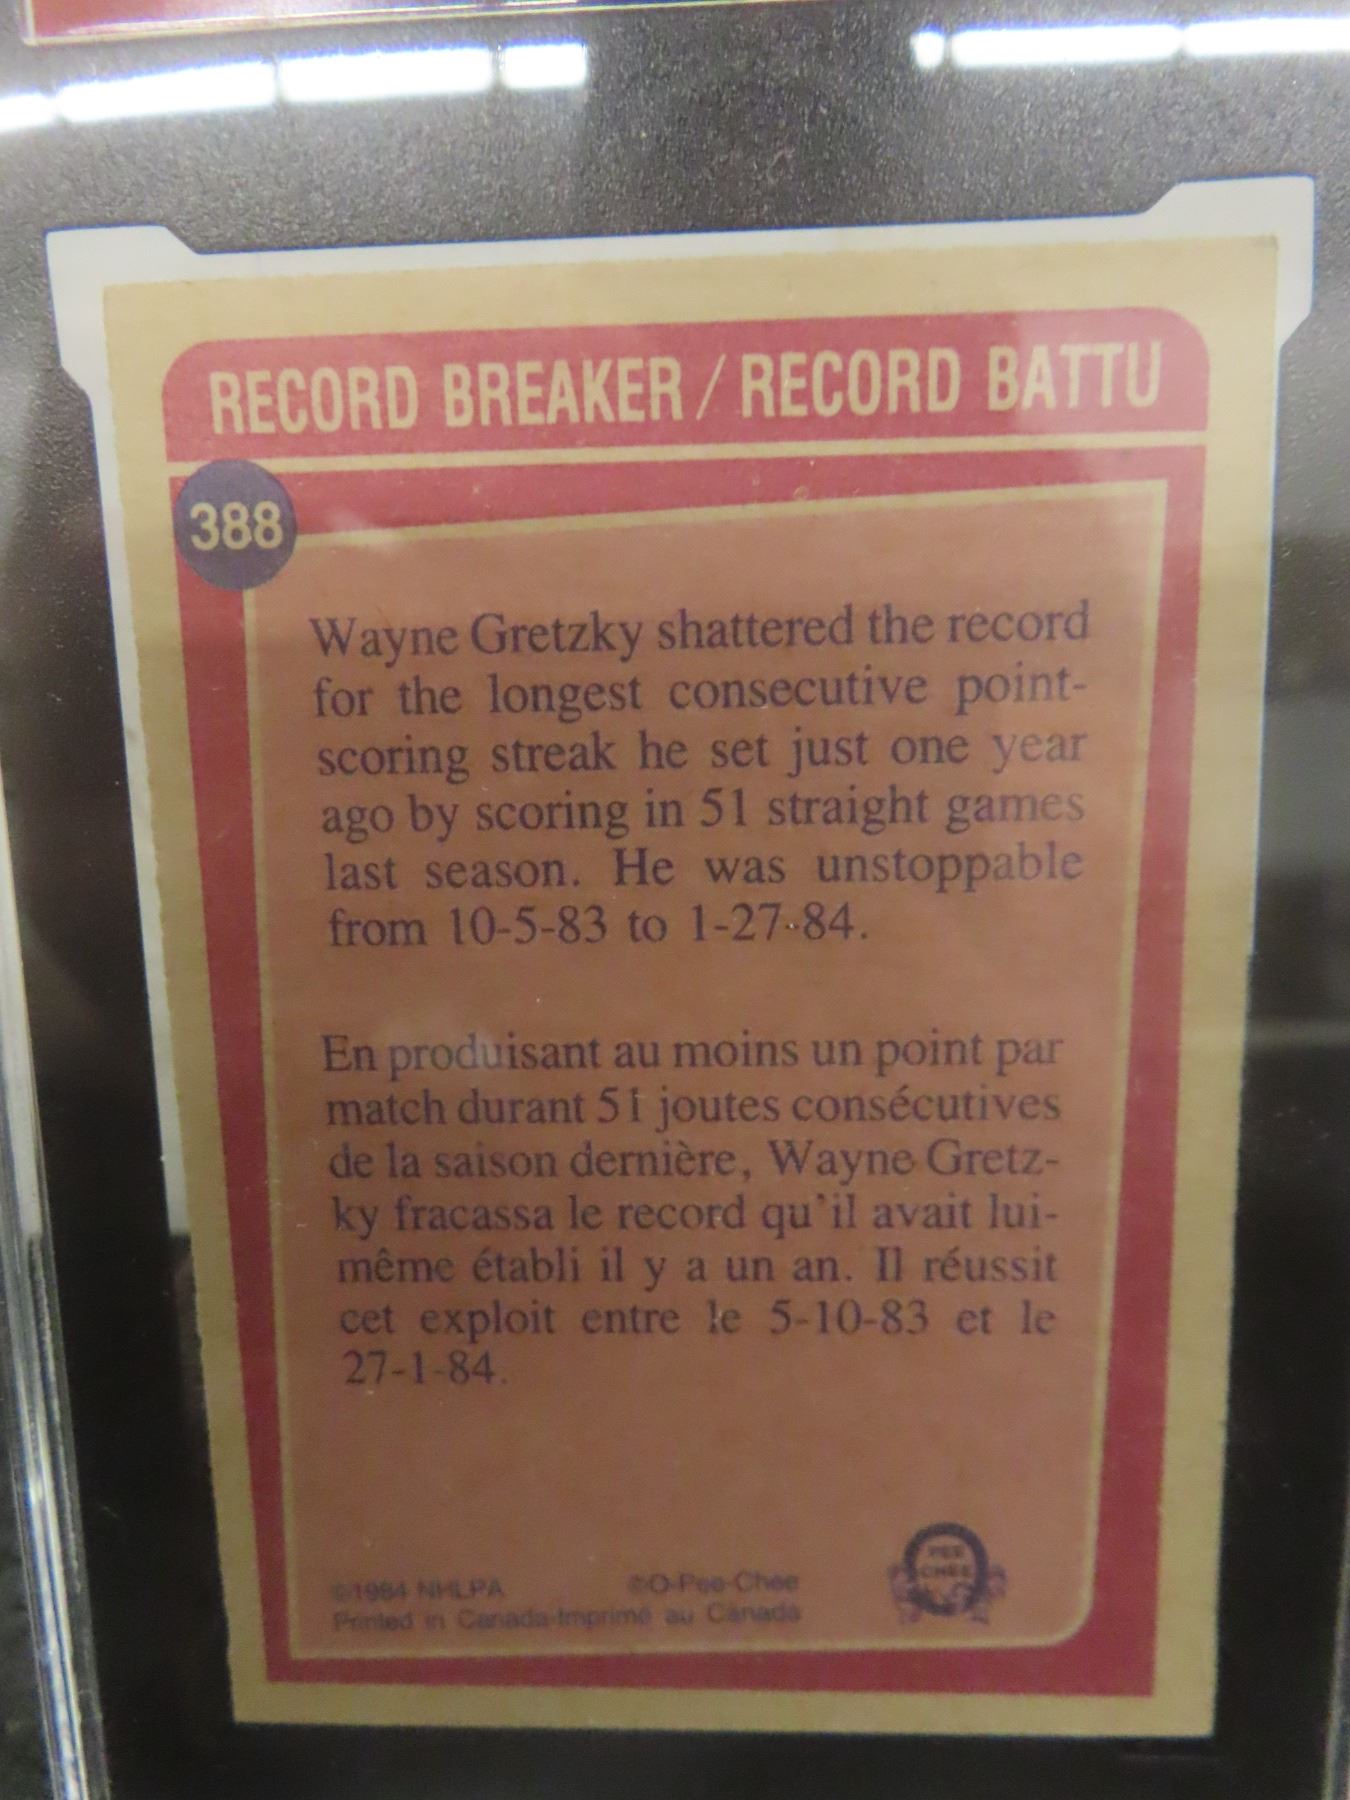 RECORD BREAKER / RECORD BATTU
388
Wayne Gretzky shattered the record
for the longest consecutive point-
scoring streak he set just one year
ago by scoring in 51 straight games
last season. He was unstoppable
from 10-5-83 to 1-27-84.
En produisant au moins un point par
match durant 51 joutes consécutives
de la saison dernière, Wayne Gretz-
ky fracassa le record qu'il avait lui-
même établi il y a un an. Il réussit
cet exploit entre le 5-10-83 et le
27-1-84.
©1984 NHLPA ©O-Pee-Chee
Printed in Canada-Imprimé au Canada
PEE
CHEE